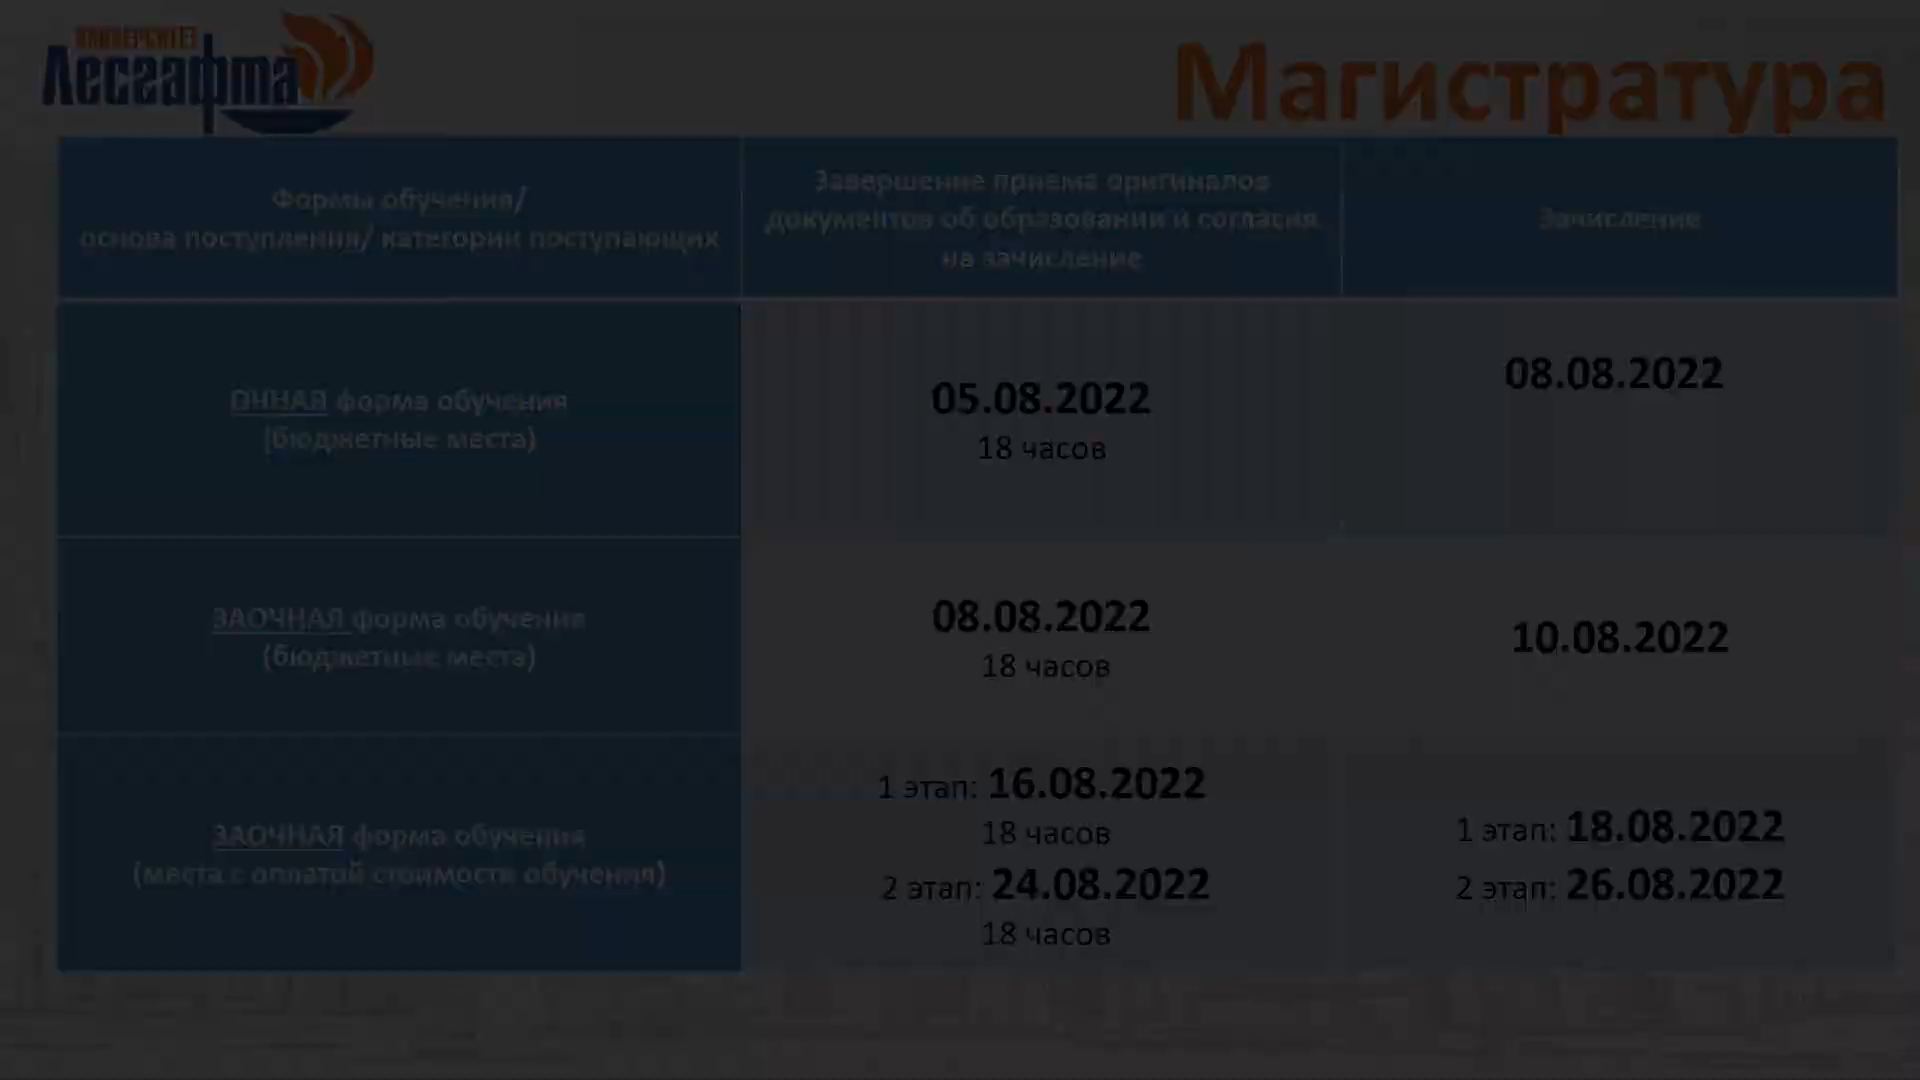 УНИВЕРСИТЕТ
Лесгафта
Магистратура
Формы обучения/
основа поступления/ категории поступающих
Завершение приема оригиналов
документов об образовании и согласия
на зачисление
Зачисление
ОЧНАЯ форма обучения
(бюджетные места)
05.08.2022
18 часов
08.08.2022
ЗАОЧНАЯ форма обучения
(бюджетные места)
08.08.2022
18 часов
10.08.2022
ЗАОЧНАЯ форма обучения
(места с оплатой стоимости обучения)
1 этап: 16.08.2022
18 часов
2 этап: 24.08.2022
18 часов
1 этап: 18.08.2022
2 этап: 26.08.2022